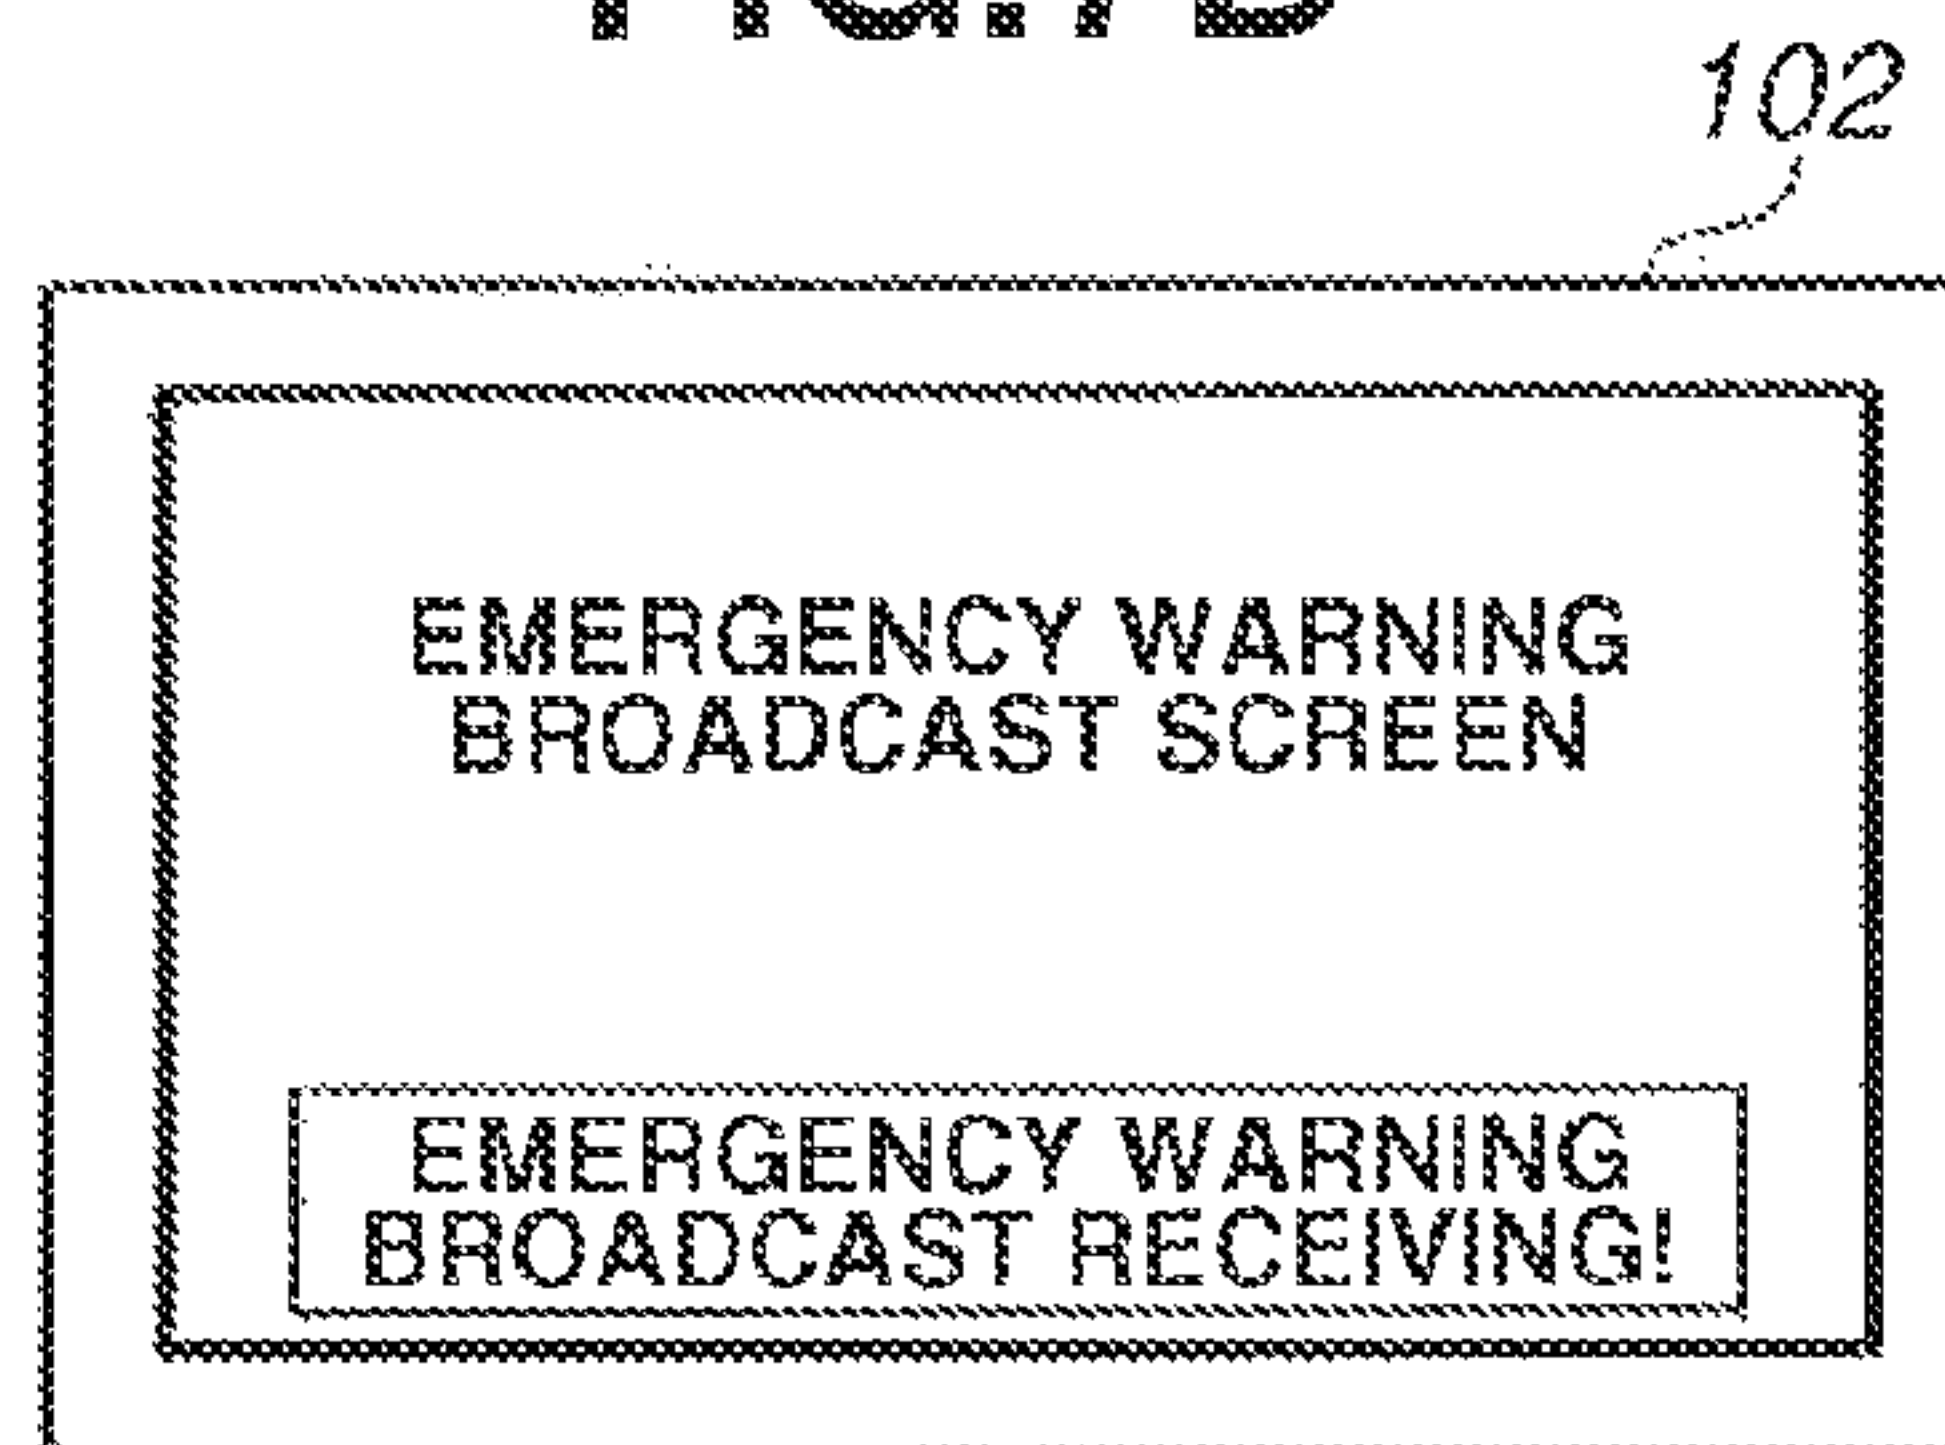 102
EMERGENCY WARNING
BROADCAST SCREEN
EMERGENCY WARNING
BROADCAST RECEIVING!